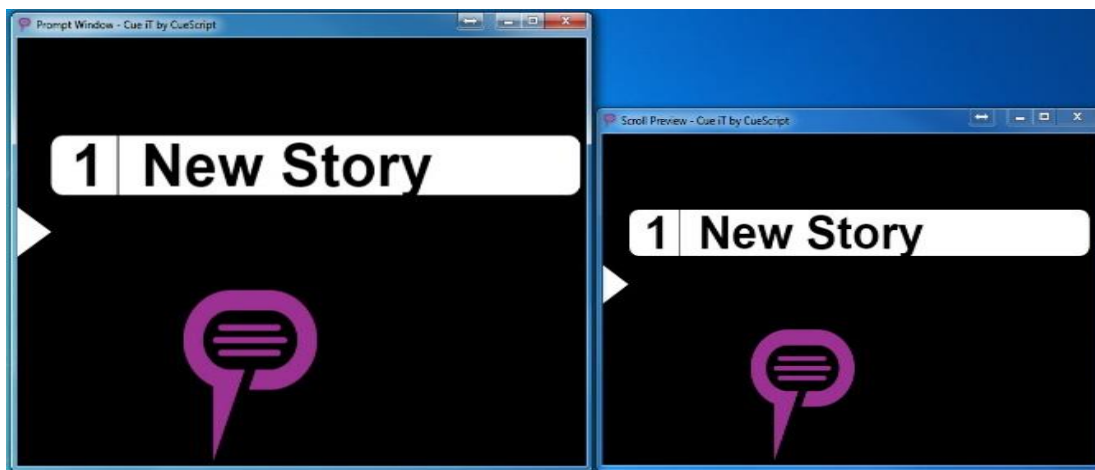 Prompt Window - Cue iT by CueScript
1 New Story
Scroll Preview - Cue iT by CueScript
1 New Story